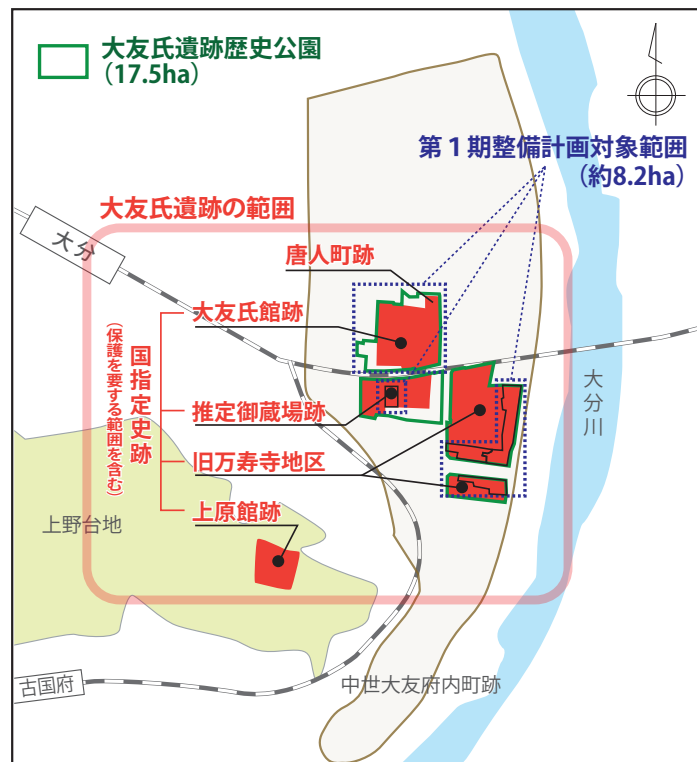 大友氏遺跡歴史公園
（17.5ha）
第１期整備計画対象範囲
（約8.2ha）
大友氏遺跡の範囲
大分
唐人町跡
大友氏館跡
国指定史跡
（保護を要する範囲を含む）
推定御蔵場跡
旧万寿寺地区
上原館跡
大分川
上野台地
古国府
中世大友府内町跡